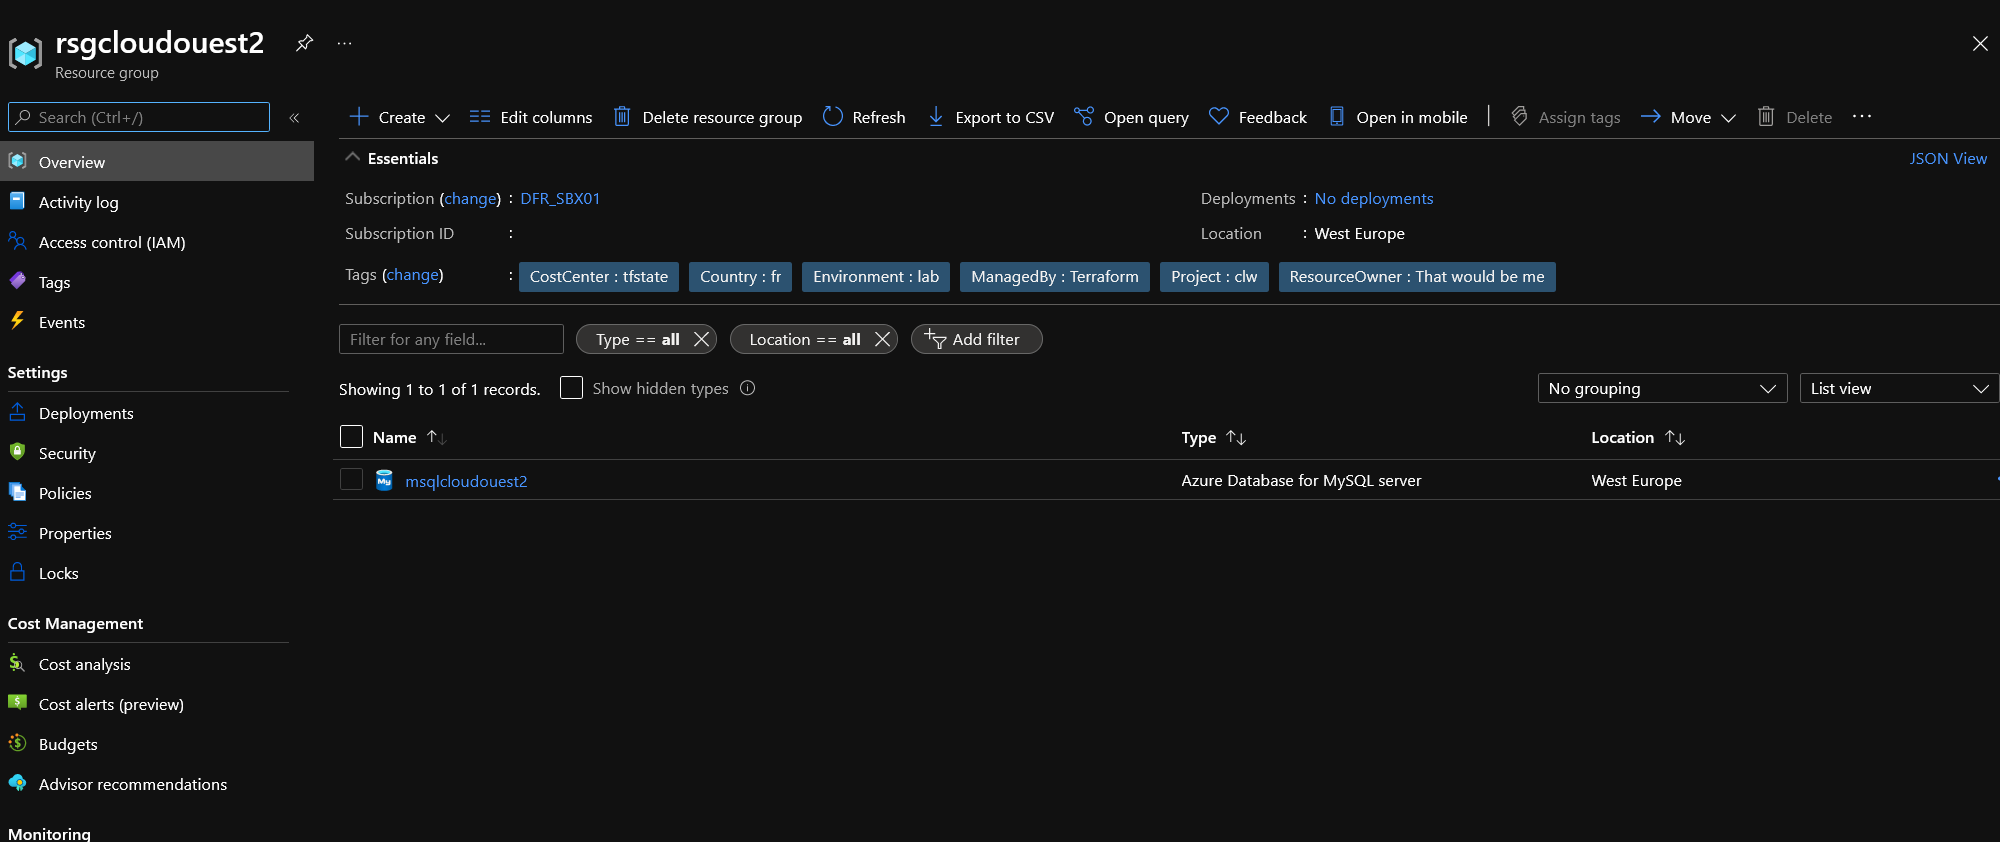 rsgcloudouest2
Resource group
Search (Ctrl+/)
Overview
Activity log
Access control (IAM)
Tags
Events
Settings
Deployments
Security
Policies
Properties
Locks
Cost Management
Cost analysis
Cost alerts (preview)
Budgets
Advisor recommendations
Monitoring
Create Edit columns Delete resource group Refresh Export to CSV Open query Feedback Open in mobile Assign tags Move Delete
Essentials JSON View
Subscription (change) : DFR_SBX01 Deployments : No deployments
Subscription ID : Location : West Europe
Tags (change) : CostCenter : tfstate Country : fr Environment : lab ManagedBy : Terraform Project : clw ResourceOwner : That would be me
Filter for any field... Type == all Location == all Add filter
Showing 1 to 1 of 1 records. Show hidden types No grouping List view
Name Type Location
msqlcloudouest2 Azure Database for MySQL server West Europe